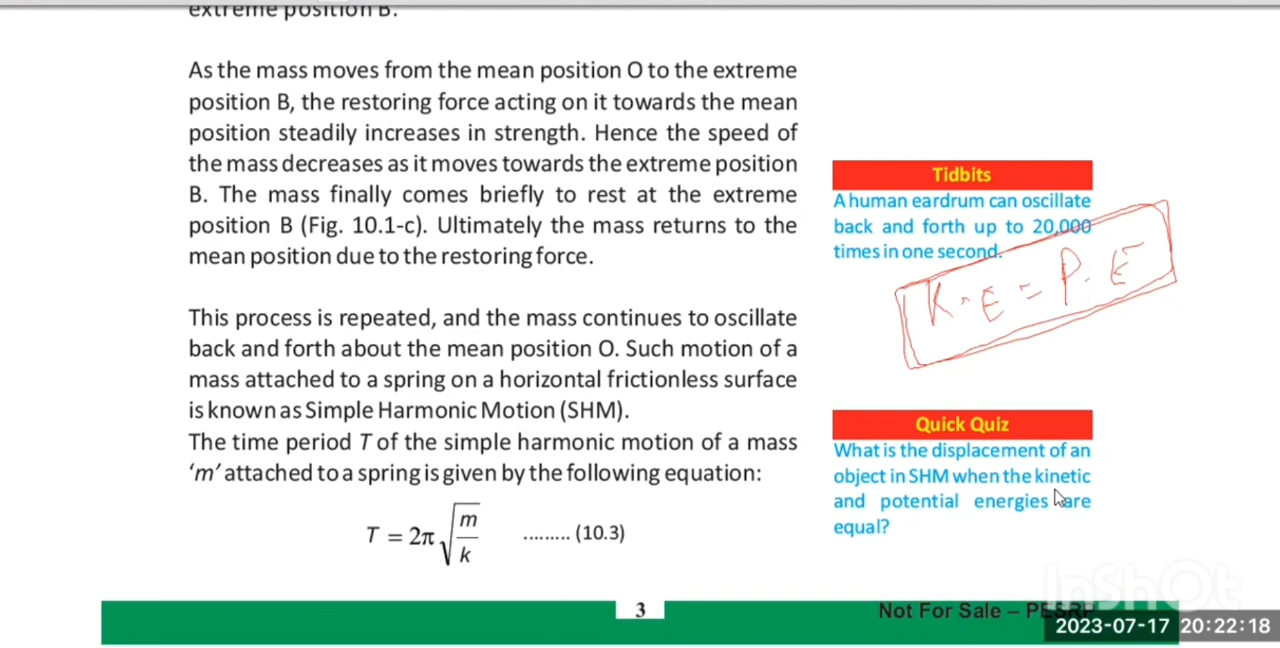 extreme position B.
As the mass moves from the mean position O to the extreme
position B, the restoring force acting on it towards the mean
position steadily increases in strength. Hence the speed of
the mass decreases as it moves towards the extreme position
B. The mass finally comes briefly to rest at the extreme
position B (Fig. 10.1-c). Ultimately the mass returns to the
mean position due to the restoring force.
This process is repeated, and the mass continues to oscillate
back and forth about the mean position O. Such motion of a
mass attached to a spring on a horizontal frictionless surface
is known as Simple Harmonic Motion (SHM).
The time period T of the simple harmonic motion of a mass
‘m’ attached to a spring is given by the following equation:
T = 2π √(m/k) ......... (10.3)
Tidbits
A human eardrum can oscillate
back and forth up to 20,000
times in one second.
K.E = P.E
Quick Quiz
What is the displacement of an
object in SHM when the kinetic
and potential energies are
equal?
3
Not For Sale – PESRP
InShOt
2023-07-17 20:22:18